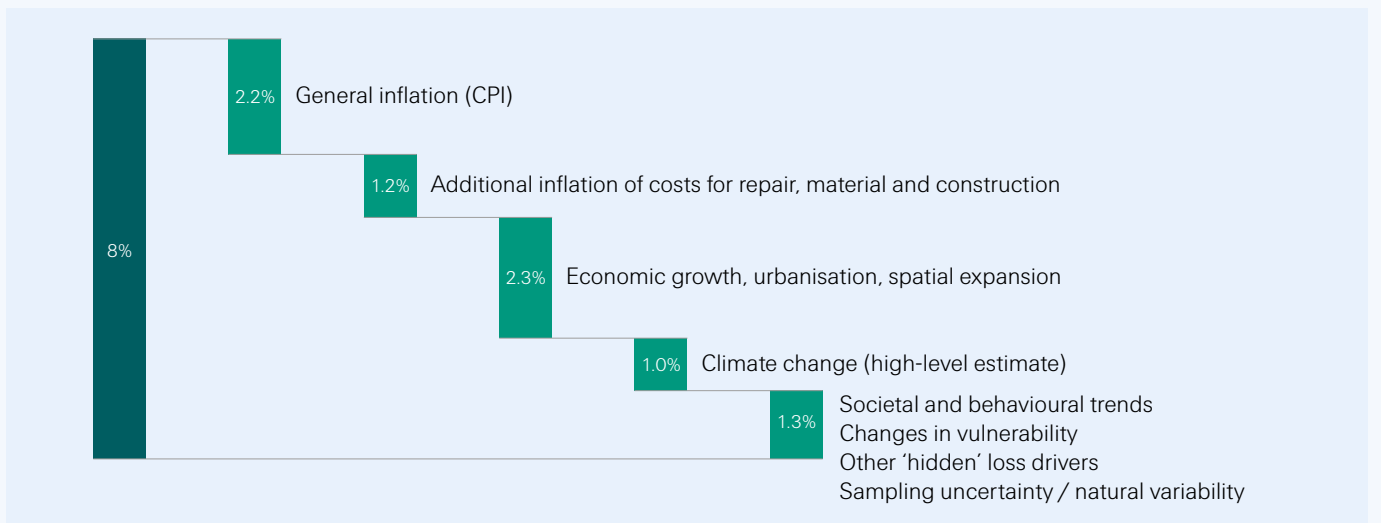 2.2% General inflation (CPI)
1.2% Additional inflation of costs for repair, material and construction
8%
2.3% Economic growth, urbanisation, spatial expansion
1.0% Climate change (high-level estimate)
1.3%
Societal and behavioural trends
Changes in vulnerability
Other ‘hidden’ loss drivers
Sampling uncertainty / natural variability